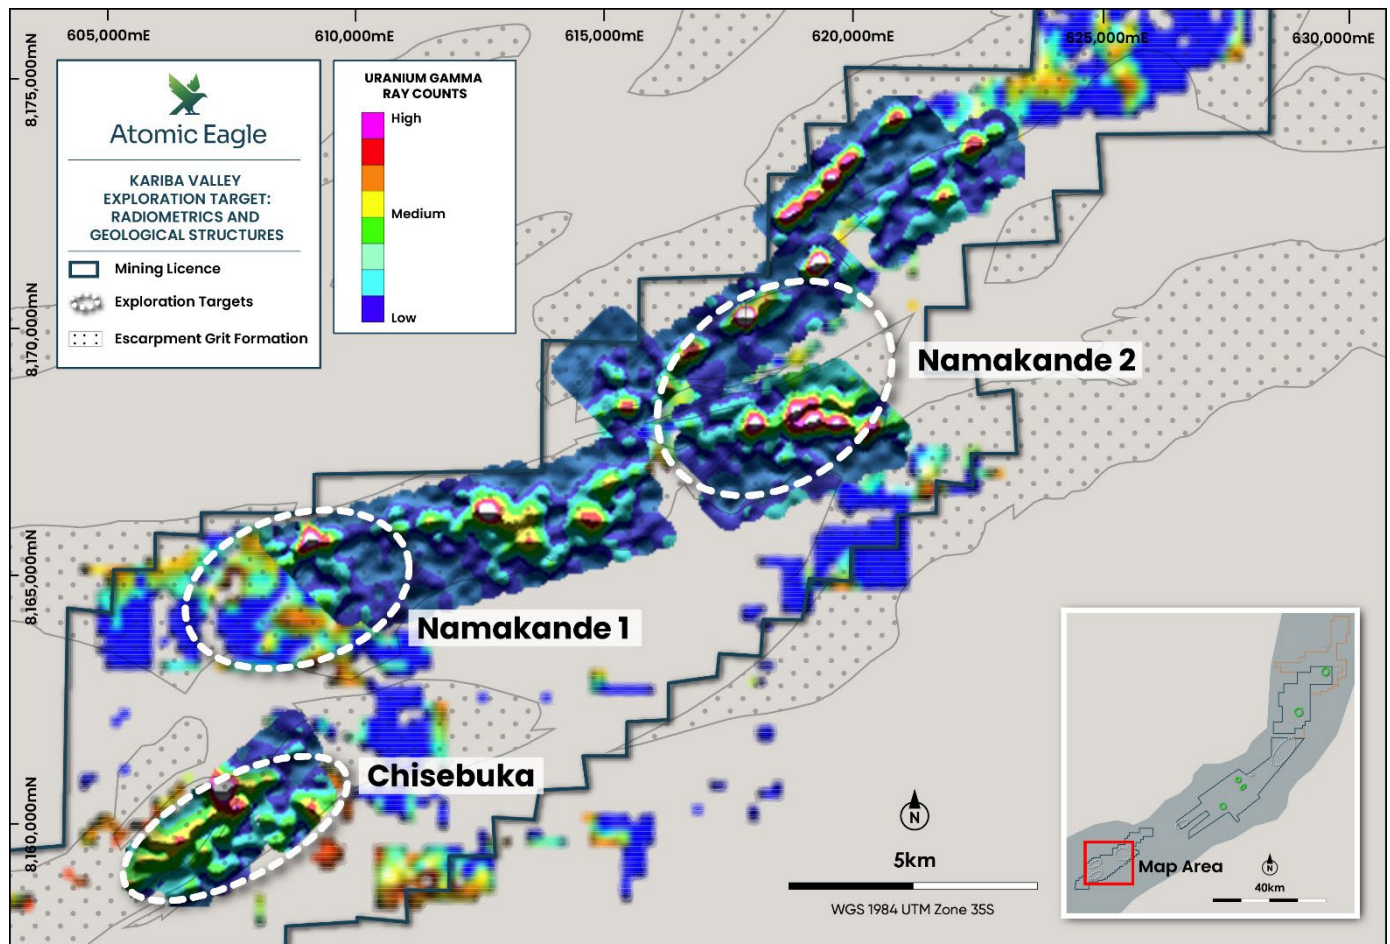 605,000mE
610,000mE
615,000mE
620,000mE
625,000mE
630,000mE
8,175,000mN
8,170,000mN
8,165,000mN
8,160,000mN
Atomic Eagle
KARIBA VALLEY
EXPLORATION TARGET:
RADIOMETRICS AND
GEOLOGICAL STRUCTURES
Mining Licence
Exploration Targets
Escarpment Grit Formation
URANIUM GAMMA
RAY COUNTS
High
Medium
Low
Namakande 2
Namakande 1
Chisebuka
N
5km
WGS 1984 UTM Zone 35S
Map Area
N
40km